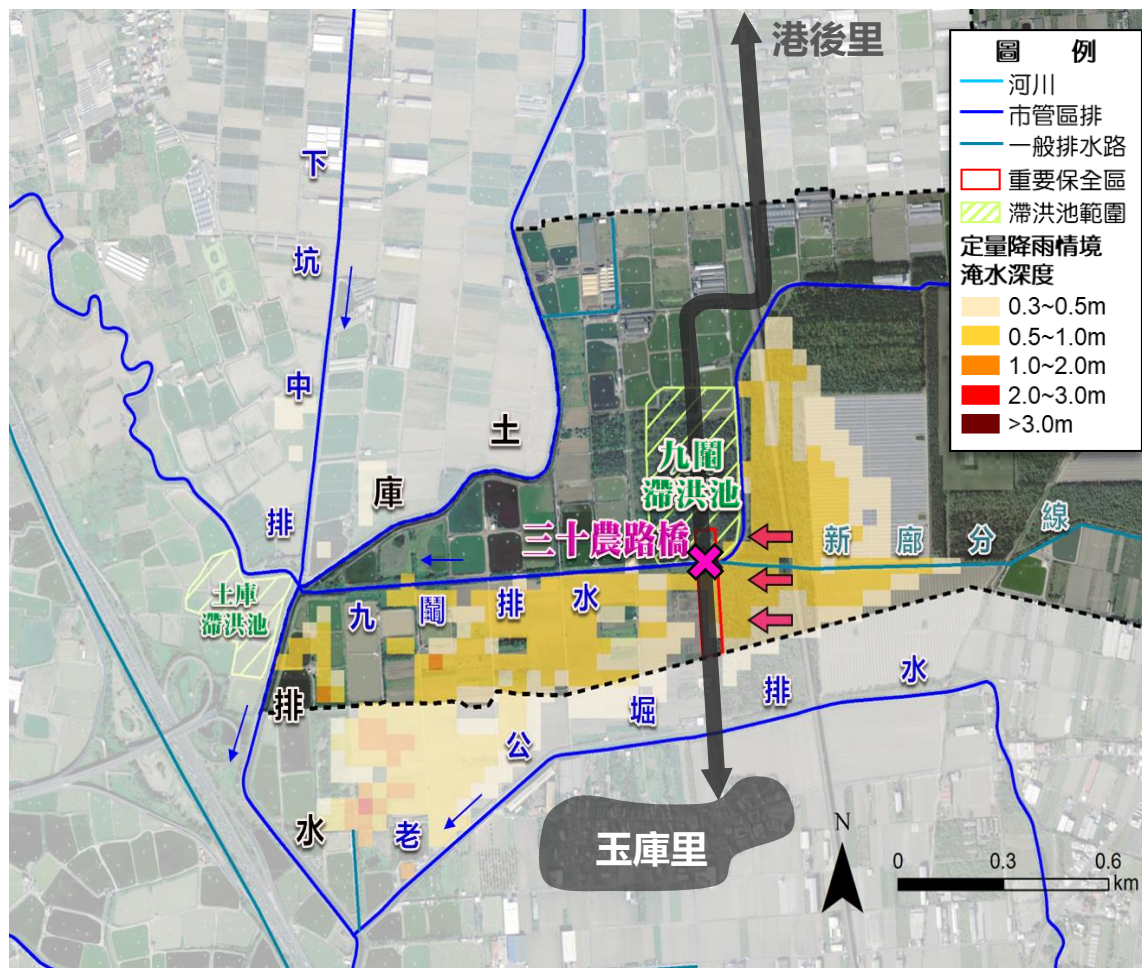 港後里
圖 例
河川
市管區排
一般排水路
重要保全區
滯洪池範圍
定量降雨情境
淹水深度
0.3~0.5m
0.5~1.0m
1.0~2.0m
2.0~3.0m
>3.0m
下坑中排
土庫排水
九鬮
滯洪池
三十農路橋
新廍分線
土庫
滯洪池
九鬮排水
老公堀排水
玉庫里
N
0 0.3 0.6
km